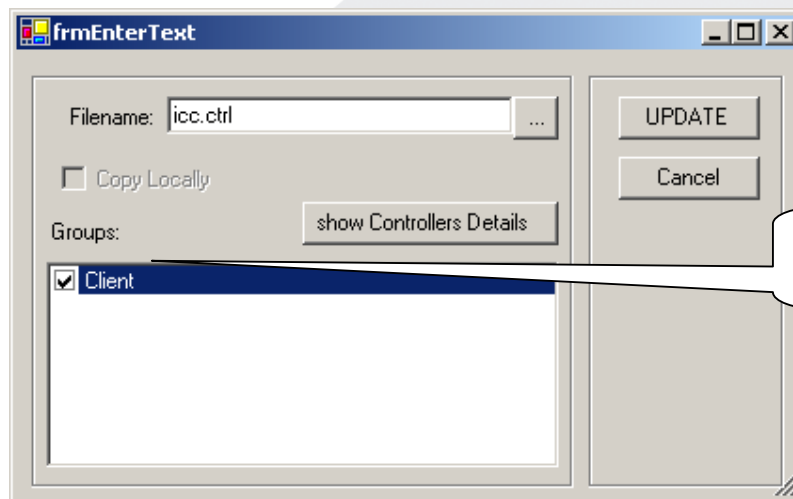 frmEnterText
Filename: icc.ctrl ...
UPDATE
Copy Locally
Cancel
Groups:
show Controllers Details
Client